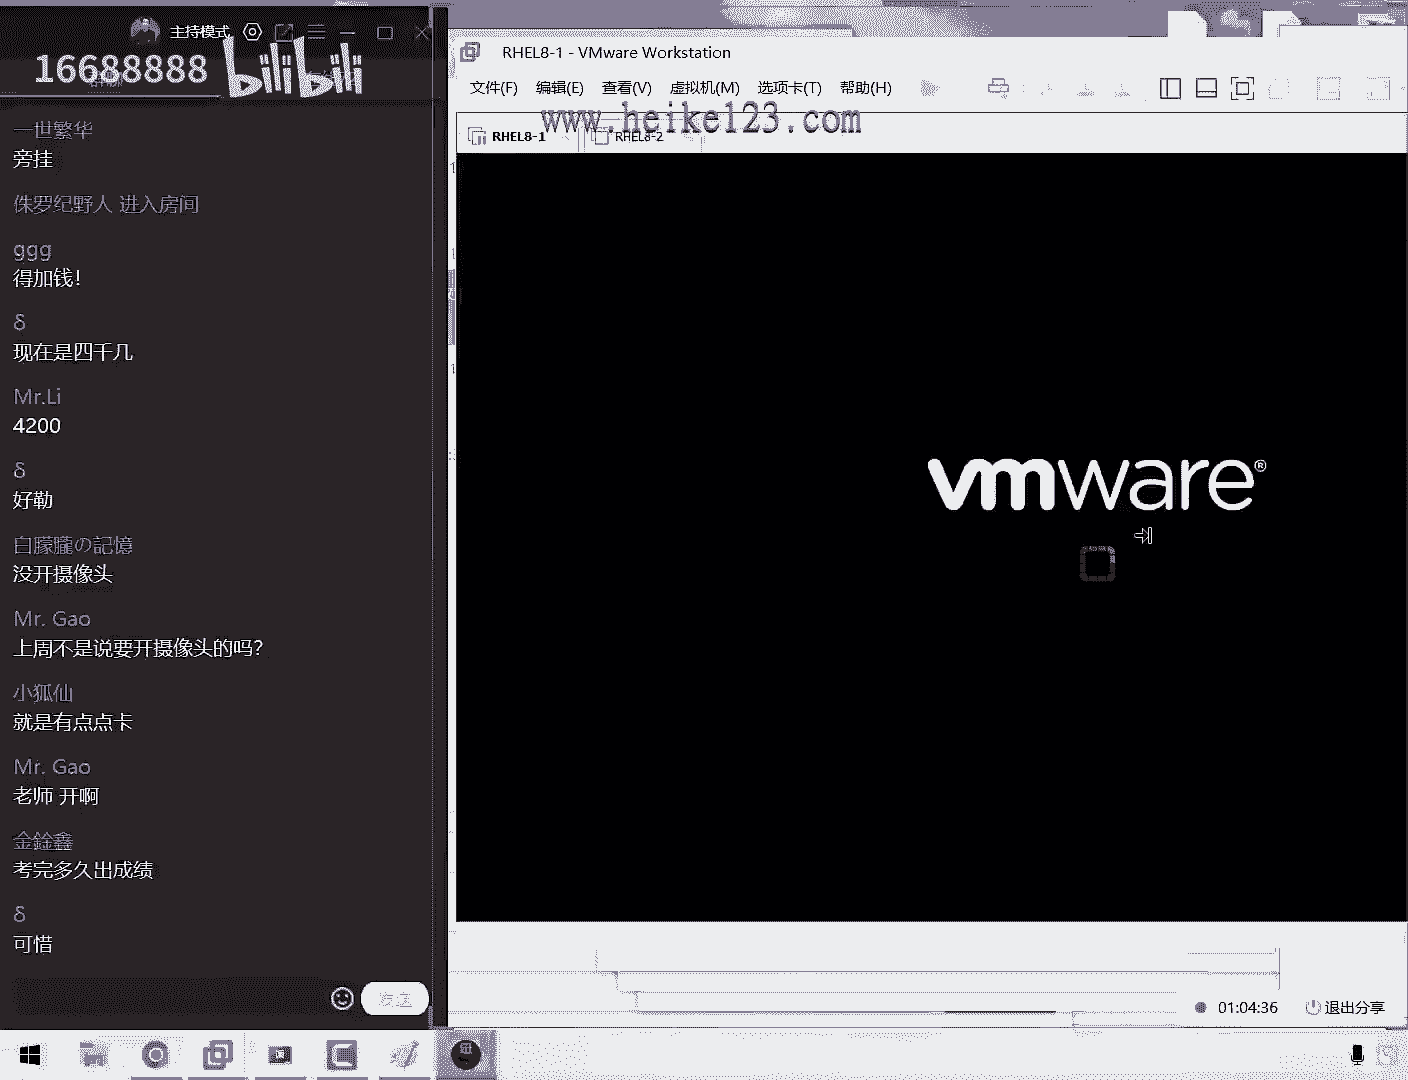 主持模式
16688888
bilibili
一世繁华
旁挂
侏罗纪野人 进入房间
ggg
得加钱!
δ
现在是四千几
Mr.Li
4200
δ
好勒
白朦朧の記憶
没开摄像头
Mr. Gao
上周不是说要开摄像头的吗?
小狐仙
就是有点点卡
Mr. Gao
老师 开啊
金銓鑫
考完多久出成绩
δ
可惜
发送
RHEL8-1 - VMware Workstation
文件(F) 编辑(E) 查看(V) 虚拟机(M) 选项卡(T) 帮助(H)
www.heike123.com
RHEL8-1
RHEL8-2
vmware®
01:04:36
退出分享